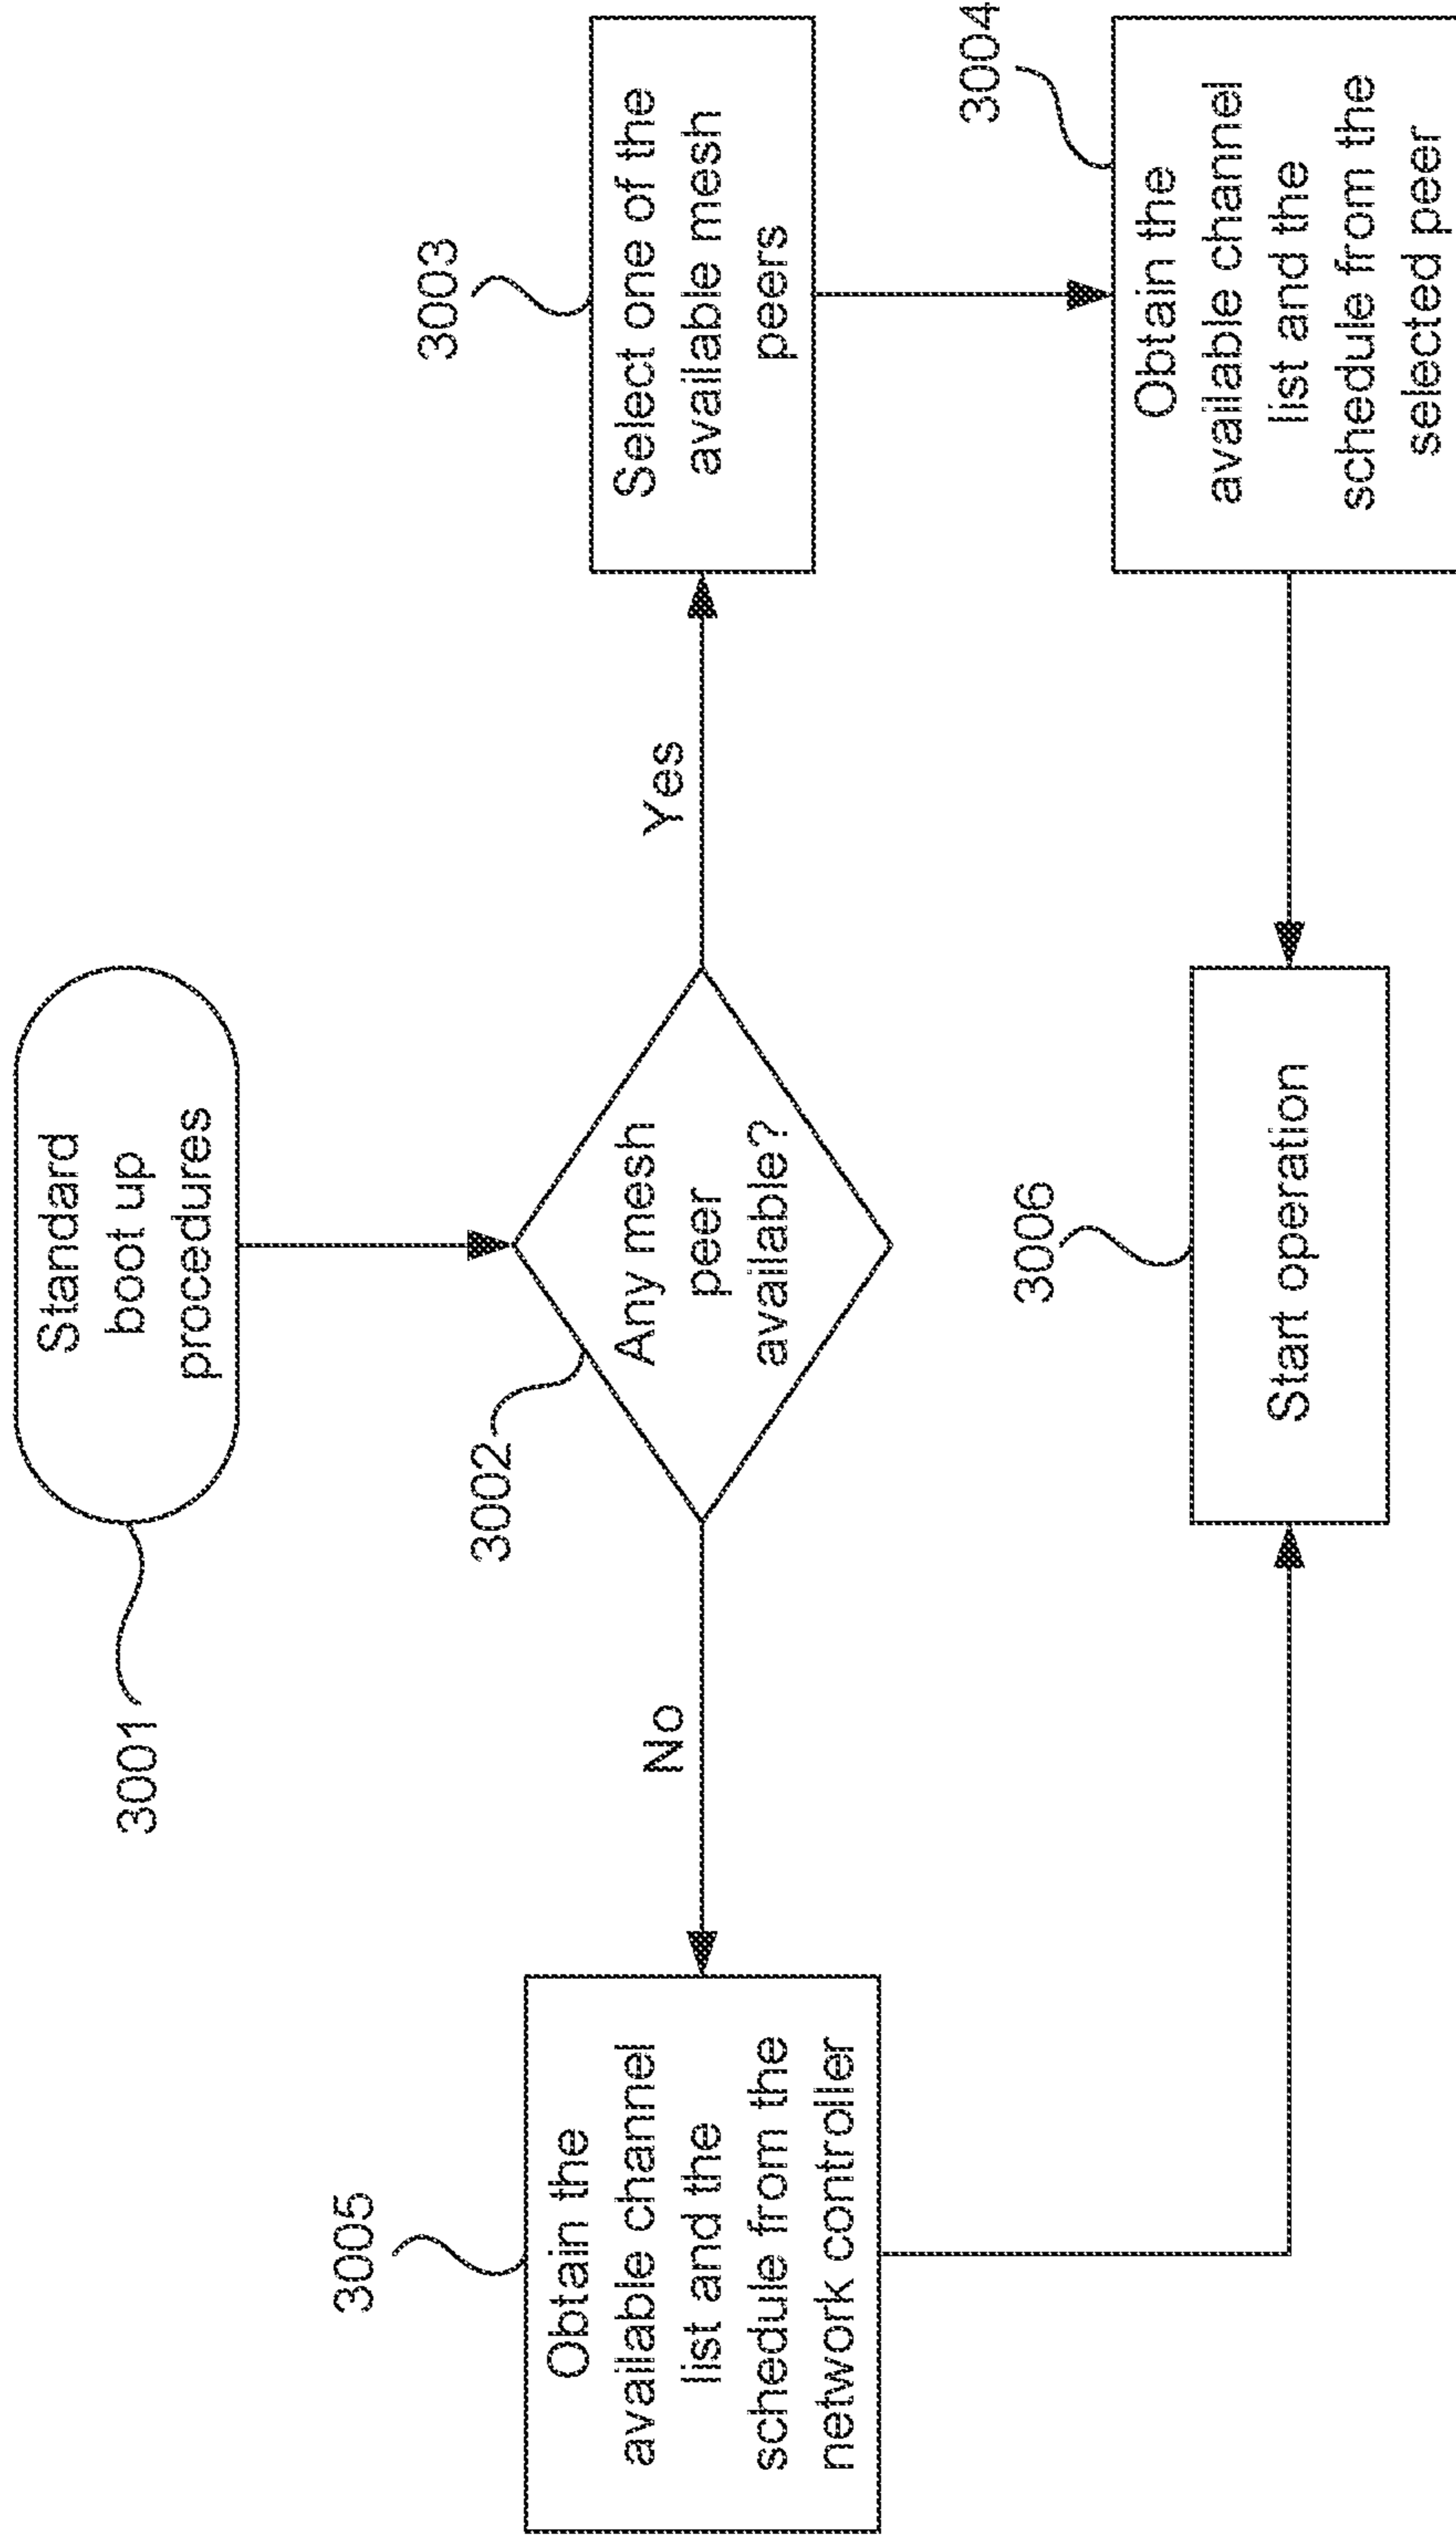 3001
Standard
boot up
procedures
3002
Any mesh
peer
available?
Yes
No
3003
Select one of the
available mesh
peers
3004
Obtain the
available channel
list and the
schedule from the
selected peer
3005
Obtain the
available channel
list and the
schedule from the
network controller
3006
Start operation